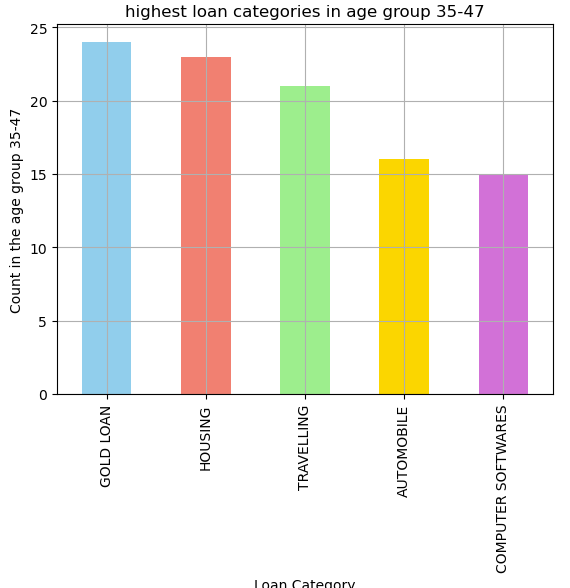 highest loan categories in age group 35-47
Count in the age group 35-47
25
20
15
10
5
0
GOLD LOAN
HOUSING
TRAVELLING
AUTOMOBILE
COMPUTER SOFTWARES
Loan Category